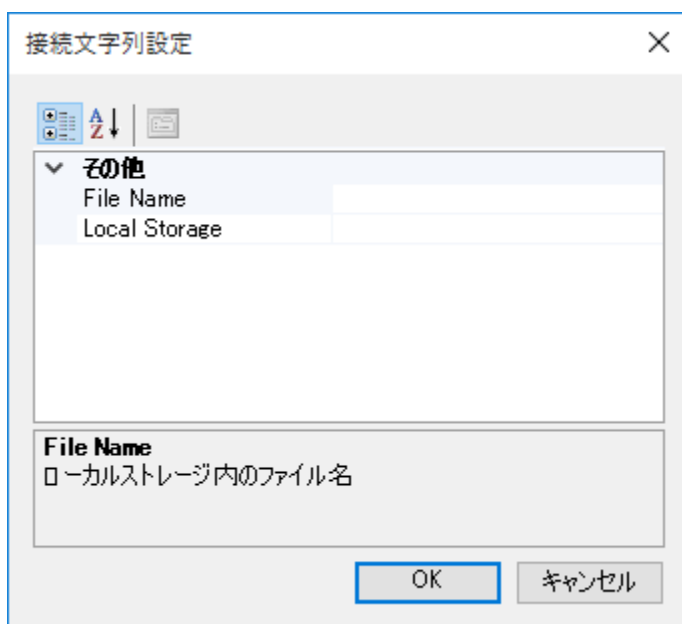 接続文字列設定
その他
File Name
Local Storage
File Name
ローカルストレージ内のファイル名
OK
キャンセル